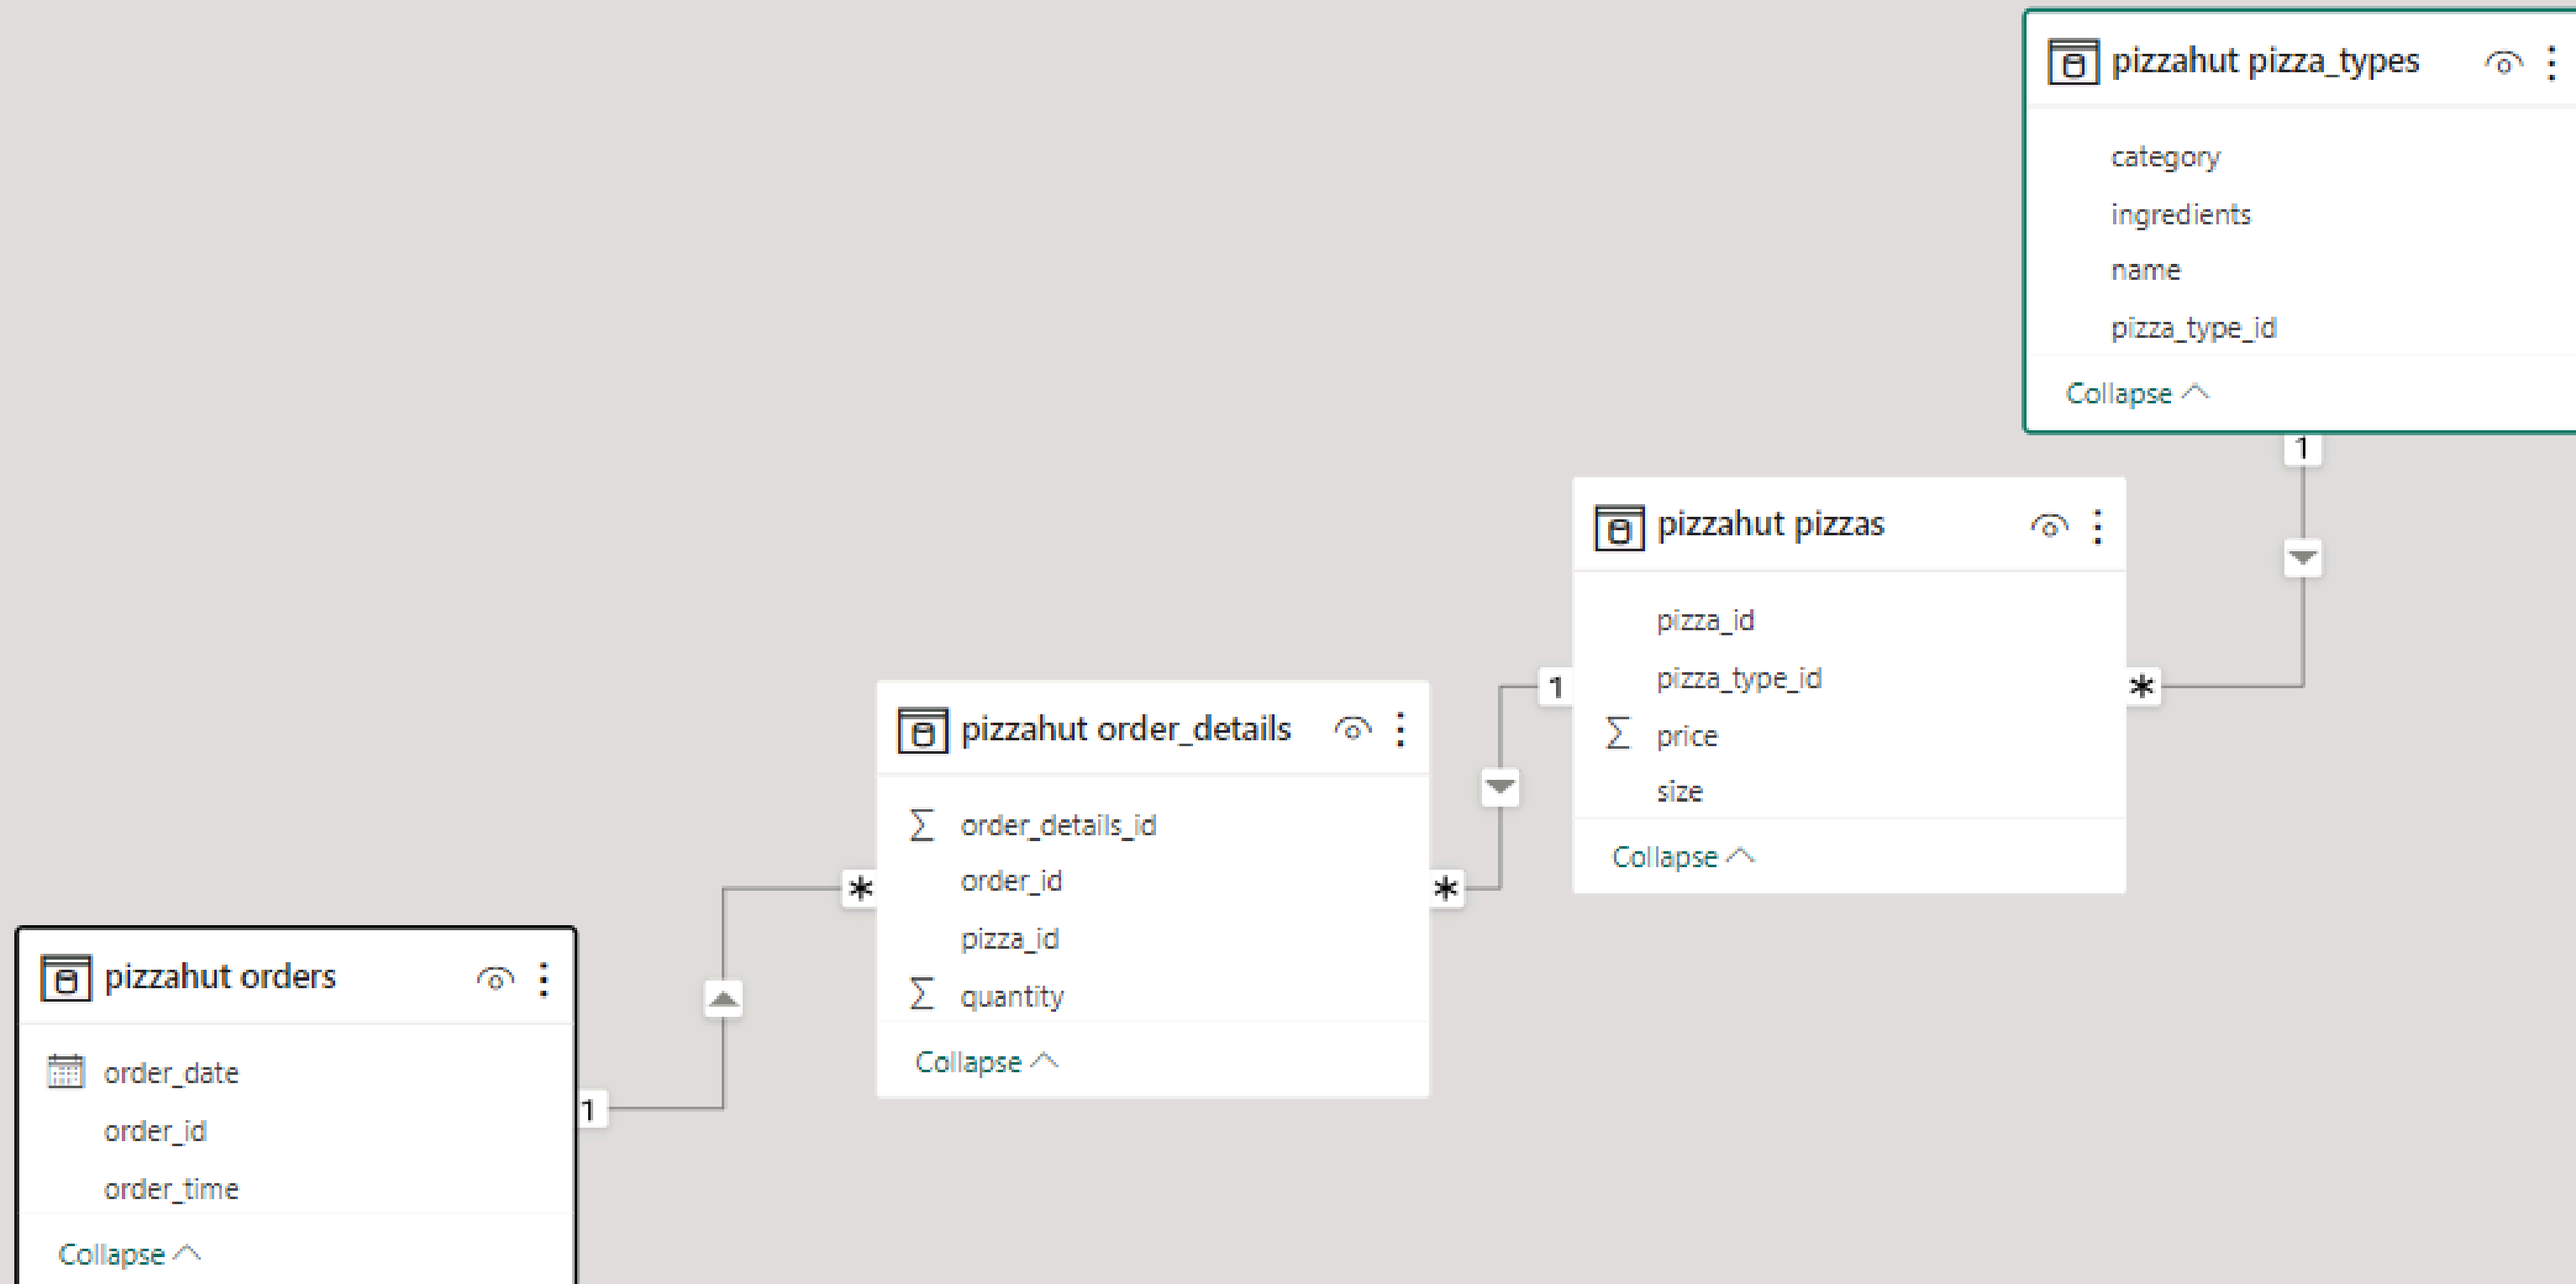 pizzahut pizza_types
category
ingredients
name
pizza_type_id
Collapse
1
pizzahut pizzas
pizza_id
pizza_type_id
Σ price
size
Collapse
1
*
pizzahut order_details
Σ order_details_id
order_id
pizza_id
Σ quantity
Collapse
*
*
pizzahut orders
order_date
order_id
order_time
Collapse
1